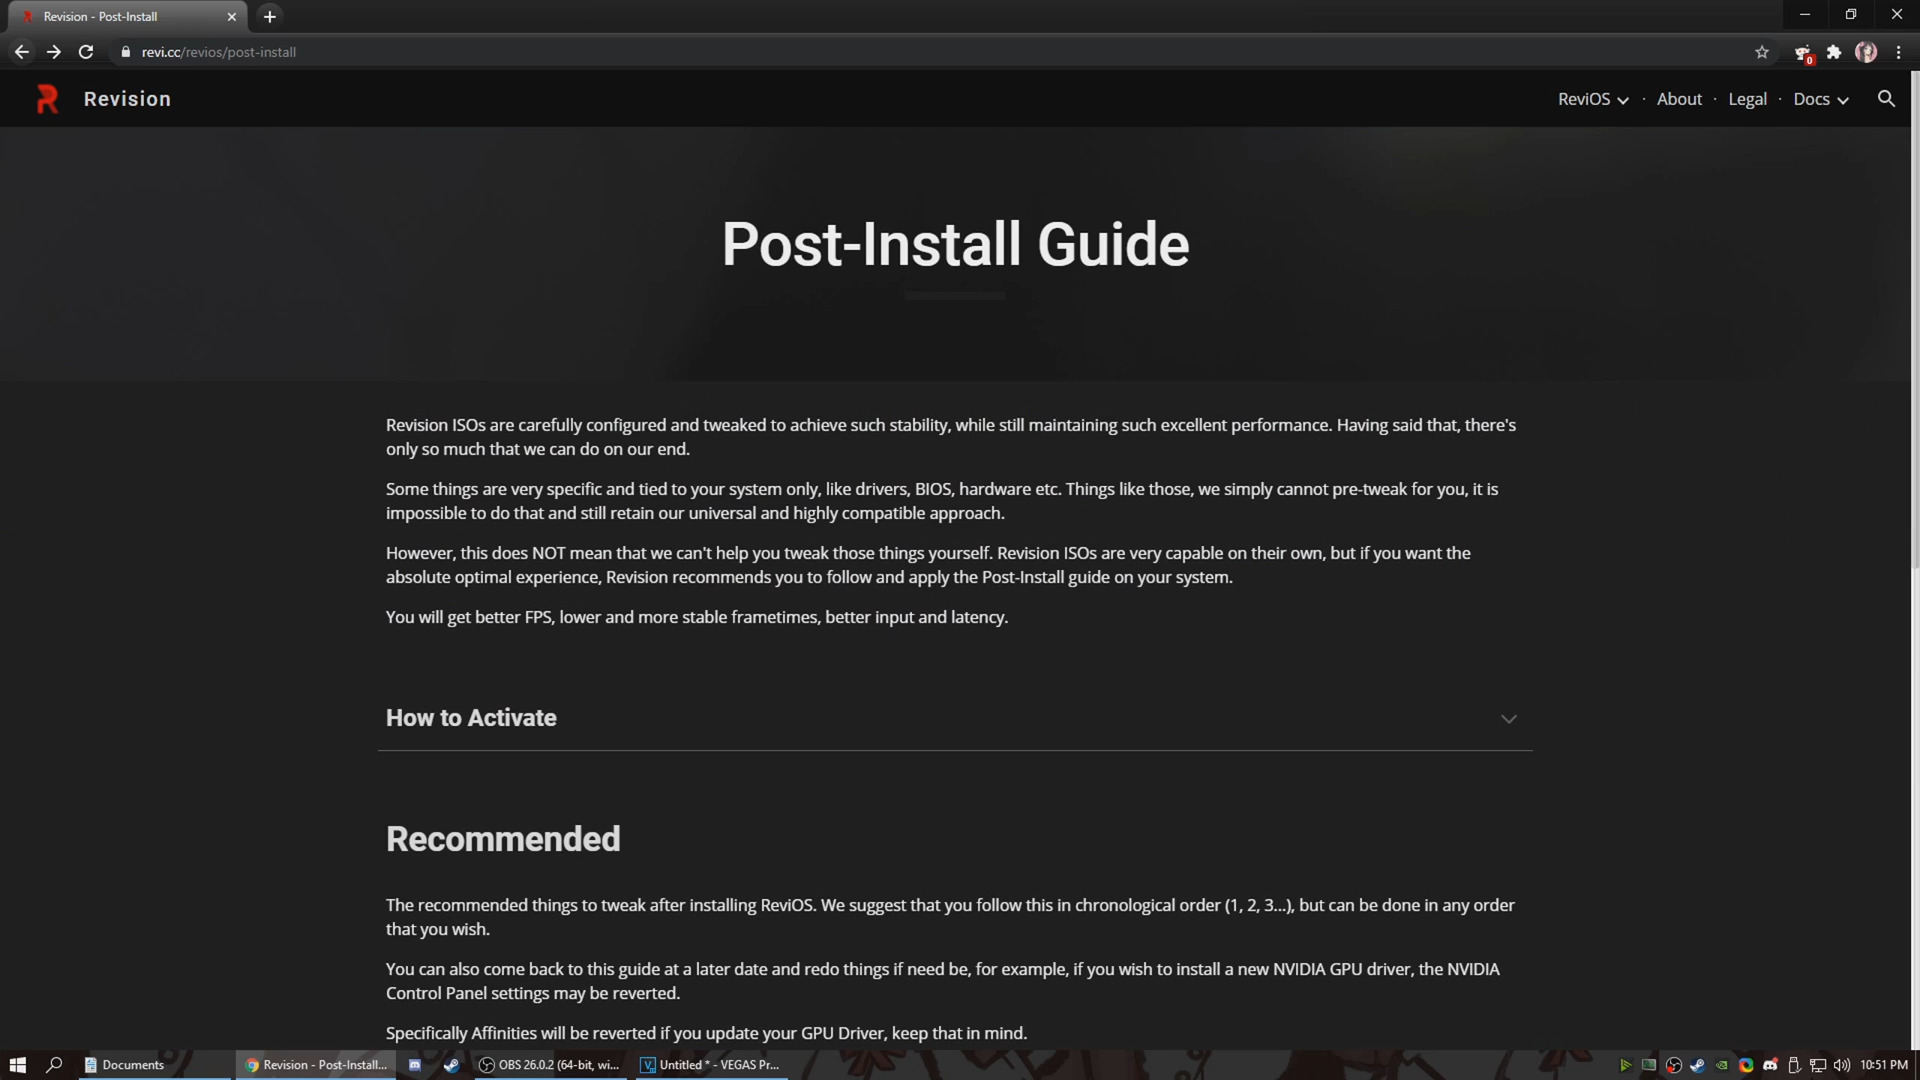 Revision - Post-Install
revi.cc/revios/post-install
0
Revision
ReviOS · About · Legal · Docs
Post-Install Guide
Revision ISOs are carefully configured and tweaked to achieve such stability, while still maintaining such excellent performance. Having said that, there's
only so much that we can do on our end.
Some things are very specific and tied to your system only, like drivers, BIOS, hardware etc. Things like those, we simply cannot pre-tweak for you, it is
impossible to do that and still retain our universal and highly compatible approach.
However, this does NOT mean that we can't help you tweak those things yourself. Revision ISOs are very capable on their own, but if you want the
absolute optimal experience, Revision recommends you to follow and apply the Post-Install guide on your system.
You will get better FPS, lower and more stable frametimes, better input and latency.
How to Activate
Recommended
The recommended things to tweak after installing ReviOS. We suggest that you follow this in chronological order (1, 2, 3...), but can be done in any order
that you wish.
You can also come back to this guide at a later date and redo things if need be, for example, if you wish to install a new NVIDIA GPU driver, the NVIDIA
Control Panel settings may be reverted.
Specifically Affinities will be reverted if you update your GPU Driver, keep that in mind.
Documents
Revision - Post-Install...
OBS 26.0.2 (64-bit, wi...
Untitled * - VEGAS Pr...
10:51 PM